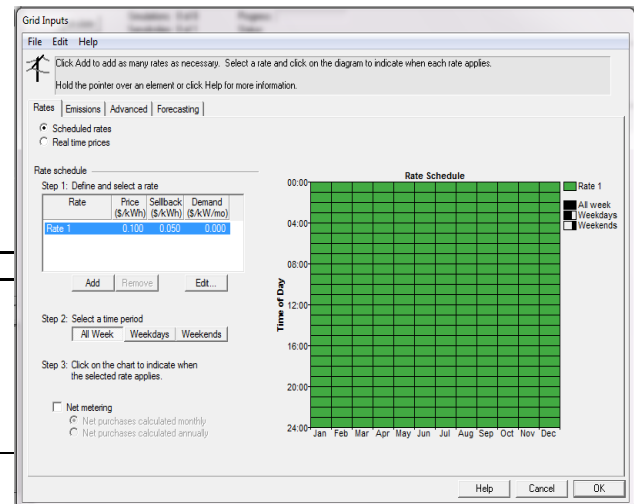 Grid Inputs
File Edit Help
Click Add to add as many rates as necessary. Select a rate and click on the diagram to indicate when each rate applies.
Hold the pointer over an element or click Help for more information.
Rates Emissions Advanced Forecasting
Scheduled rates
Real time prices
Rate schedule
Step 1: Define and select a rate
Rate Price Sellback Demand
($/kWh) ($/kWh) ($/kW/mo)
Rate 1 0.100 0.050 0.000
Add Remove Edit...
Step 2: Select a time period
All Week Weekdays Weekends
Step 3: Click on the chart to indicate when
the selected rate applies.
Net metering
Net purchases calculated monthly
Net purchases calculated annually
Rate Schedule
Time of Day
00:00
04:00
08:00
12:00
16:00
20:00
24:00
Jan Feb Mar Apr May Jun Jul Aug Sep Oct Nov Dec
Rate 1
All week
Weekdays
Weekends
Help Cancel OK